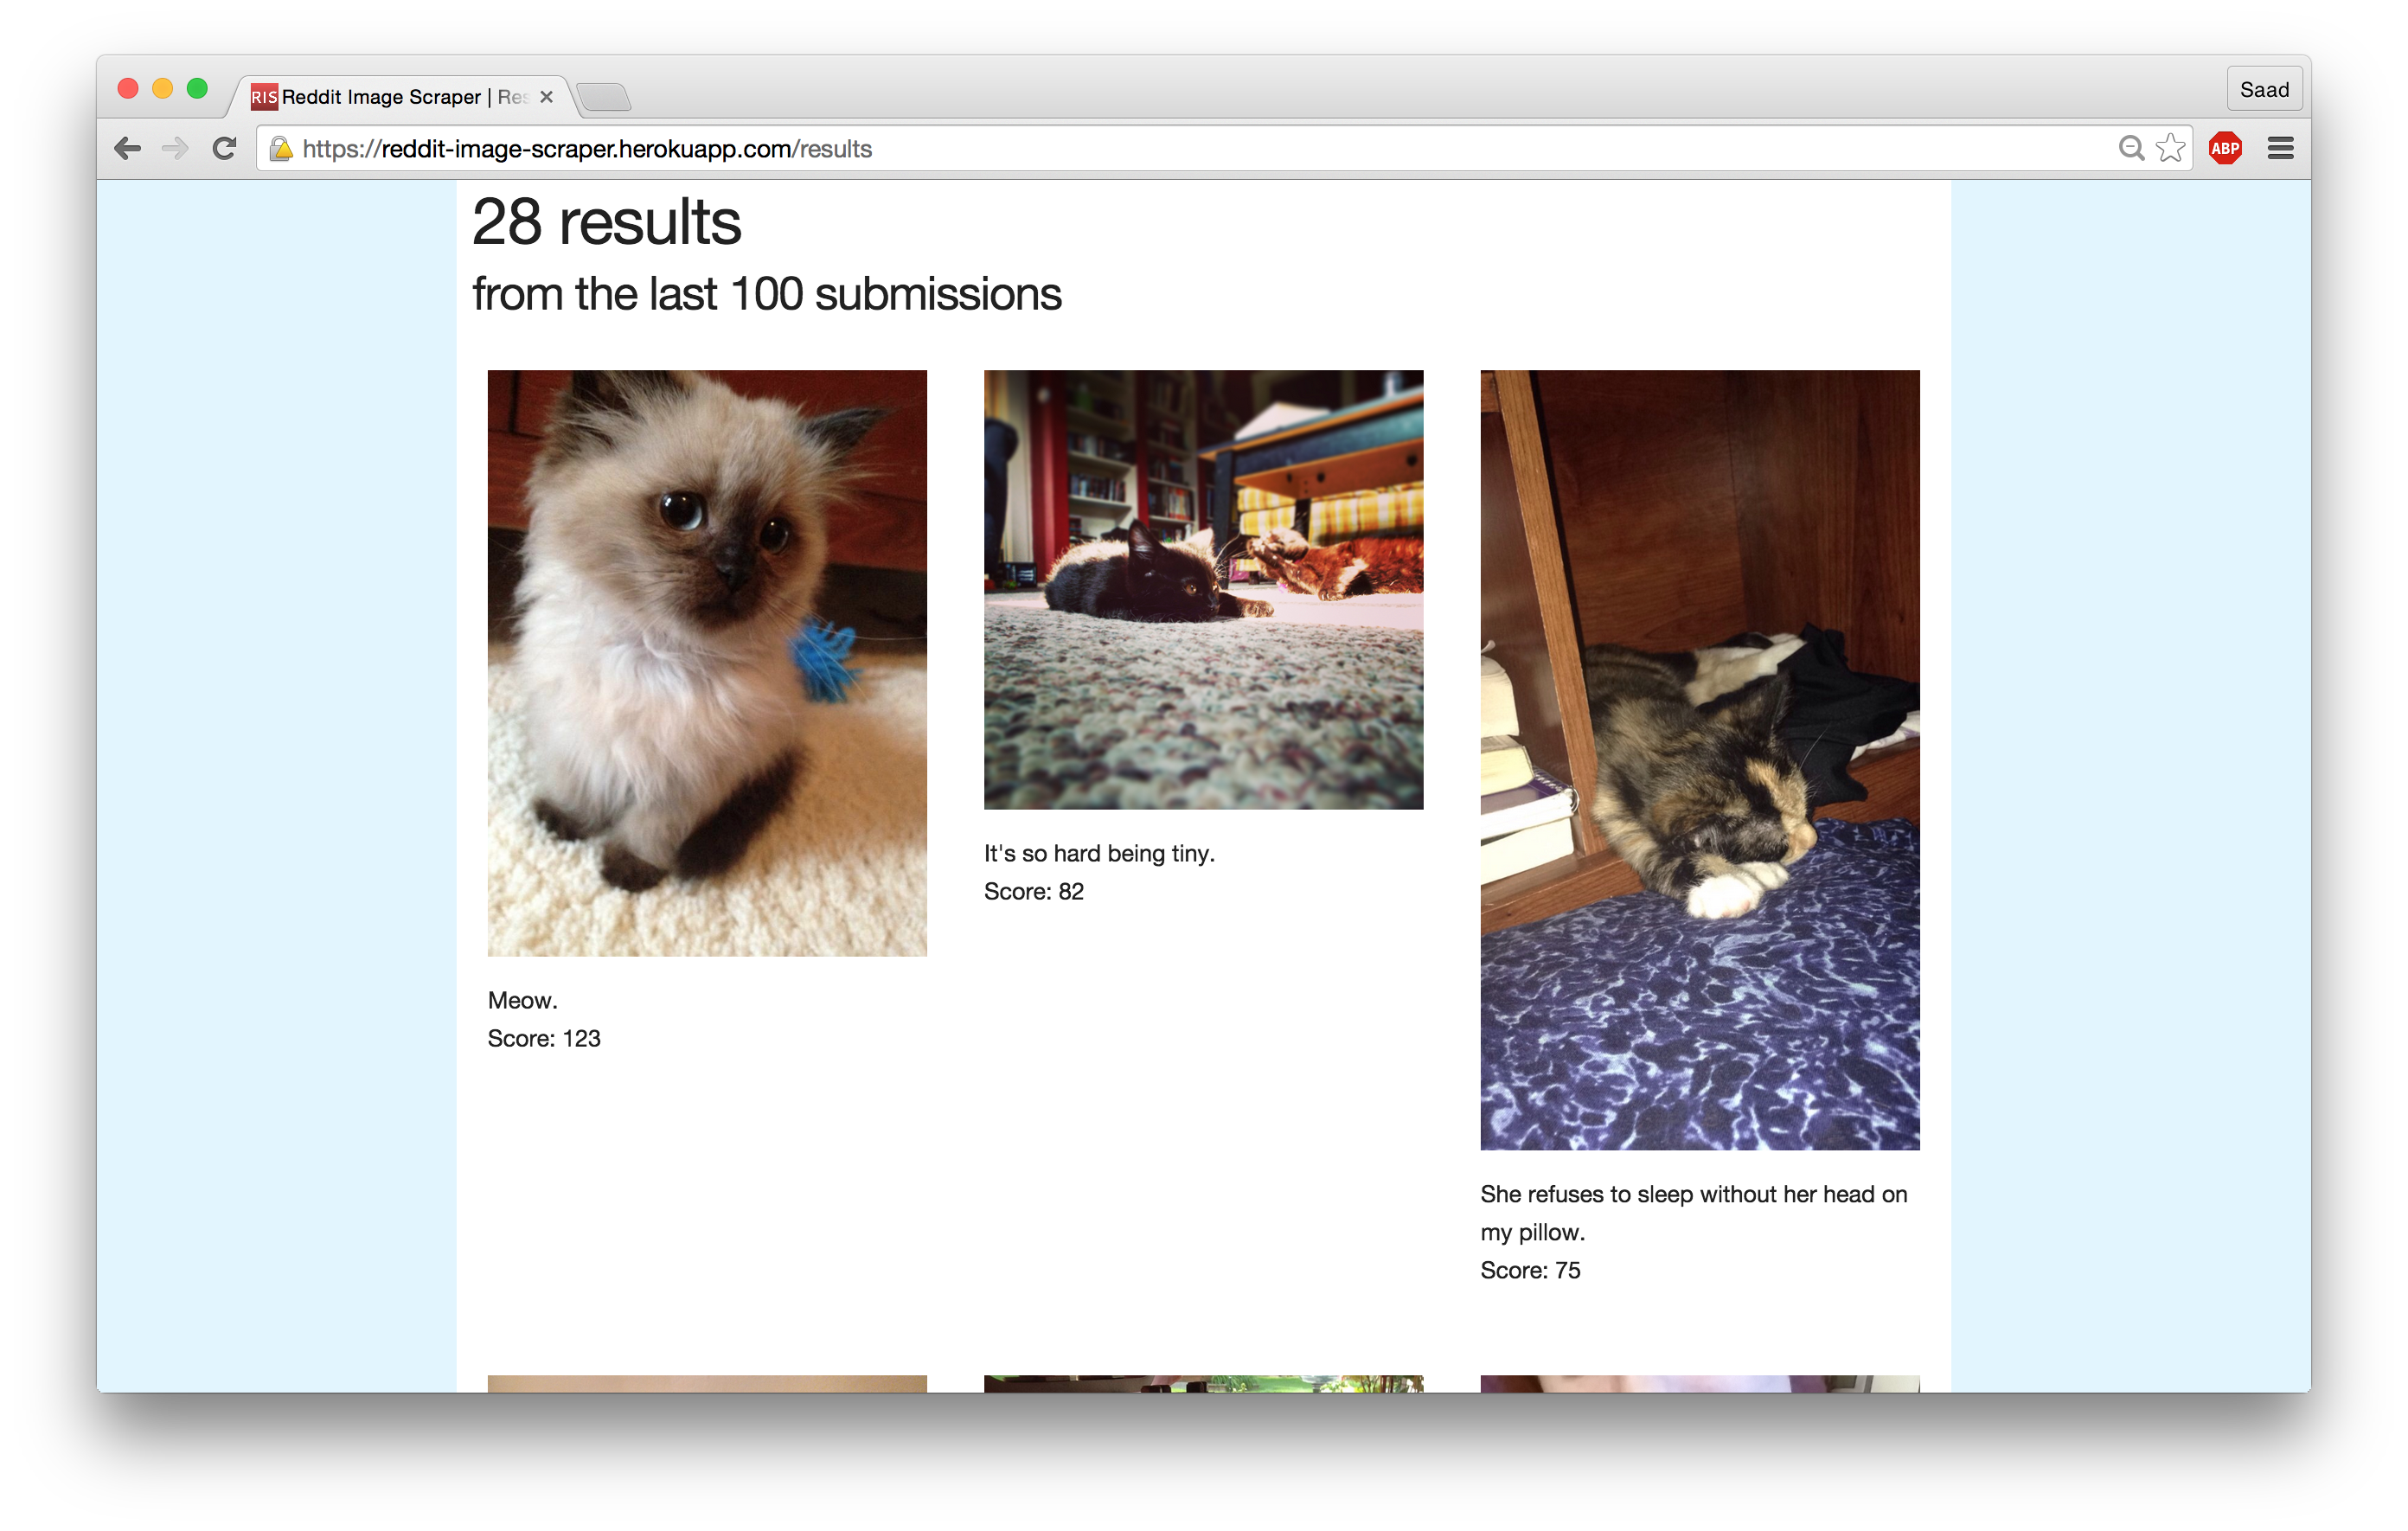 RIS Reddit Image Scraper | Res
Saad
https://reddit-image-scraper.herokuapp.com/results
ABP
28 results
from the last 100 submissions
Meow.
Score: 123
It's so hard being tiny.
Score: 82
She refuses to sleep without her head on
my pillow.
Score: 75